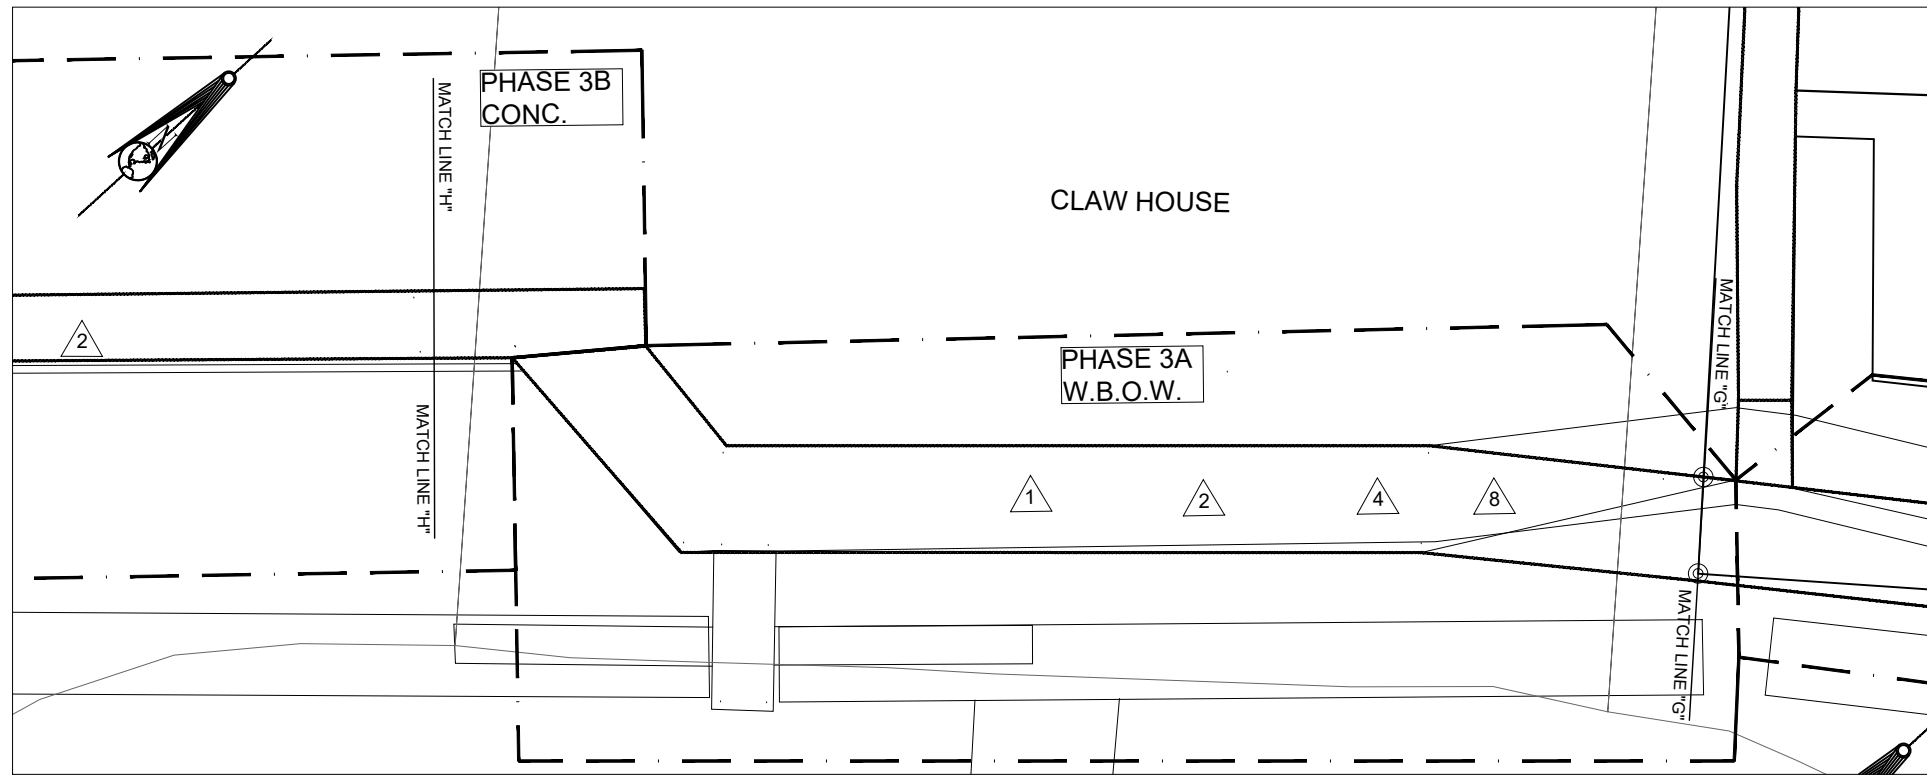 PHASE 3B
CONC.
MATCH LINE "H"
CLAW HOUSE
MATCH LINE "G"
2
PHASE 3A
W.B.O.W.
MATCH LINE "H"
1
2
4
8
MATCH LINE "G"
N